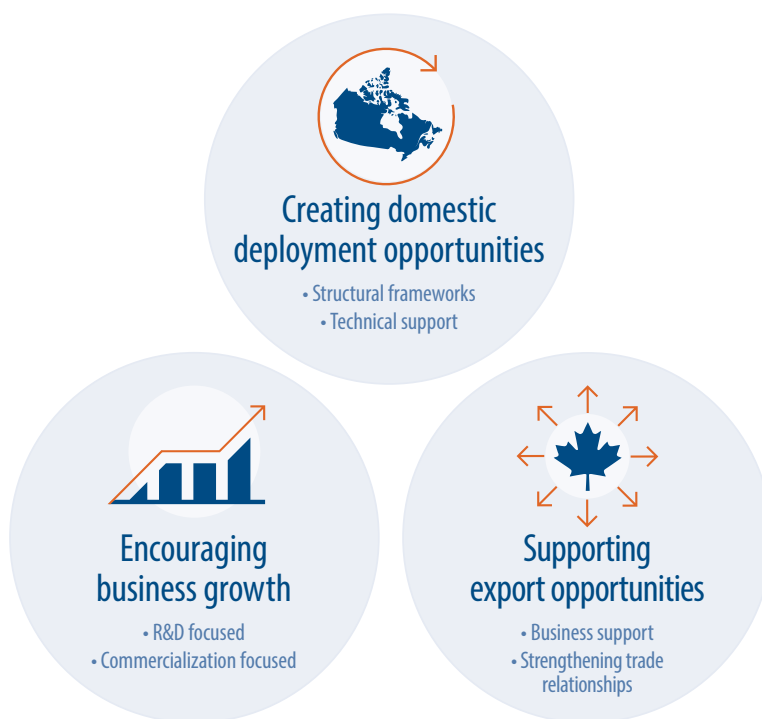 Creating domestic
deployment opportunities
• Structural frameworks
• Technical support
Encouraging
business growth
• R&D focused
• Commercialization focused
Supporting
export opportunities
• Business support
• Strengthening trade
relationships